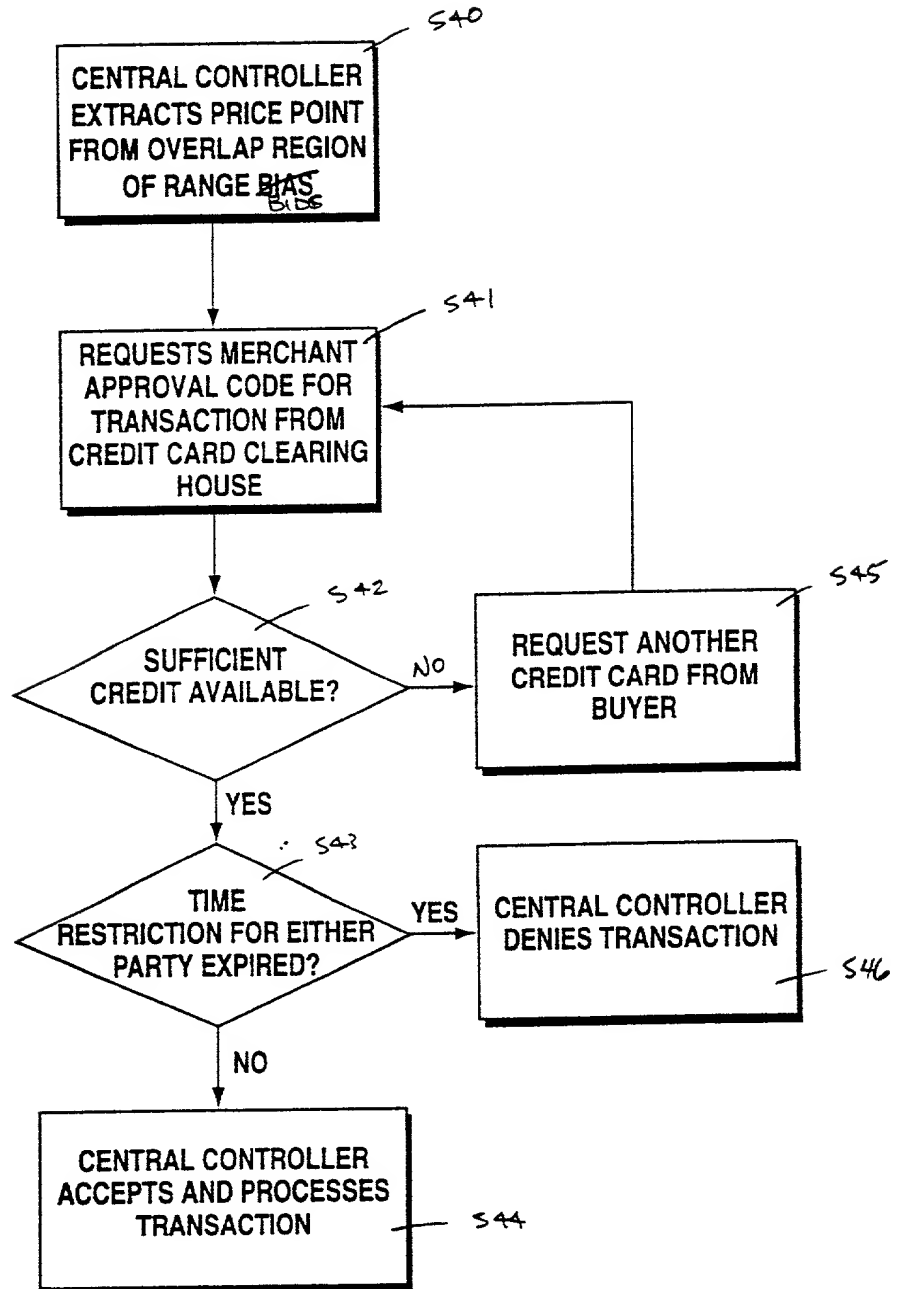 S40
CENTRAL CONTROLLER
EXTRACTS PRICE POINT
FROM OVERLAP REGION
OF RANGE BIAS
BIDS
S41
REQUESTS MERCHANT
APPROVAL CODE FOR
TRANSACTION FROM
CREDIT CARD CLEARING
HOUSE
S42
SUFFICIENT
CREDIT AVAILABLE?
NO
S45
REQUEST ANOTHER
CREDIT CARD FROM
BUYER
YES
S43
TIME
RESTRICTION FOR EITHER
PARTY EXPIRED?
YES
CENTRAL CONTROLLER
DENIES TRANSACTION
S46
NO
CENTRAL CONTROLLER
ACCEPTS AND PROCESSES
TRANSACTION
S44